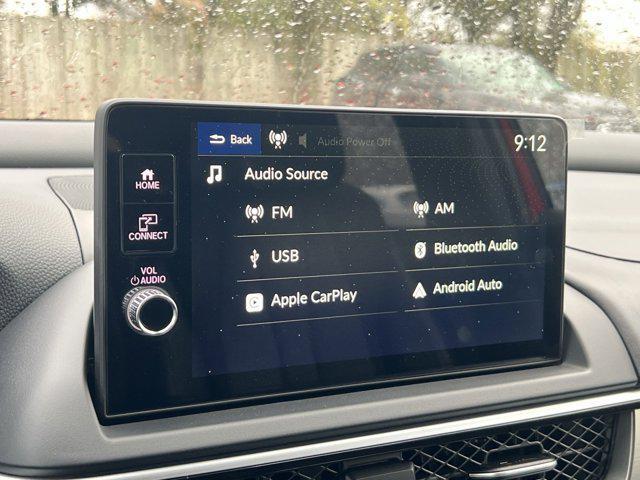 Back Audio Power Off 9:12
HOME
Audio Source
FM AM
CONNECT
USB Bluetooth Audio
VOL
AUDIO
Apple CarPlay Android Auto